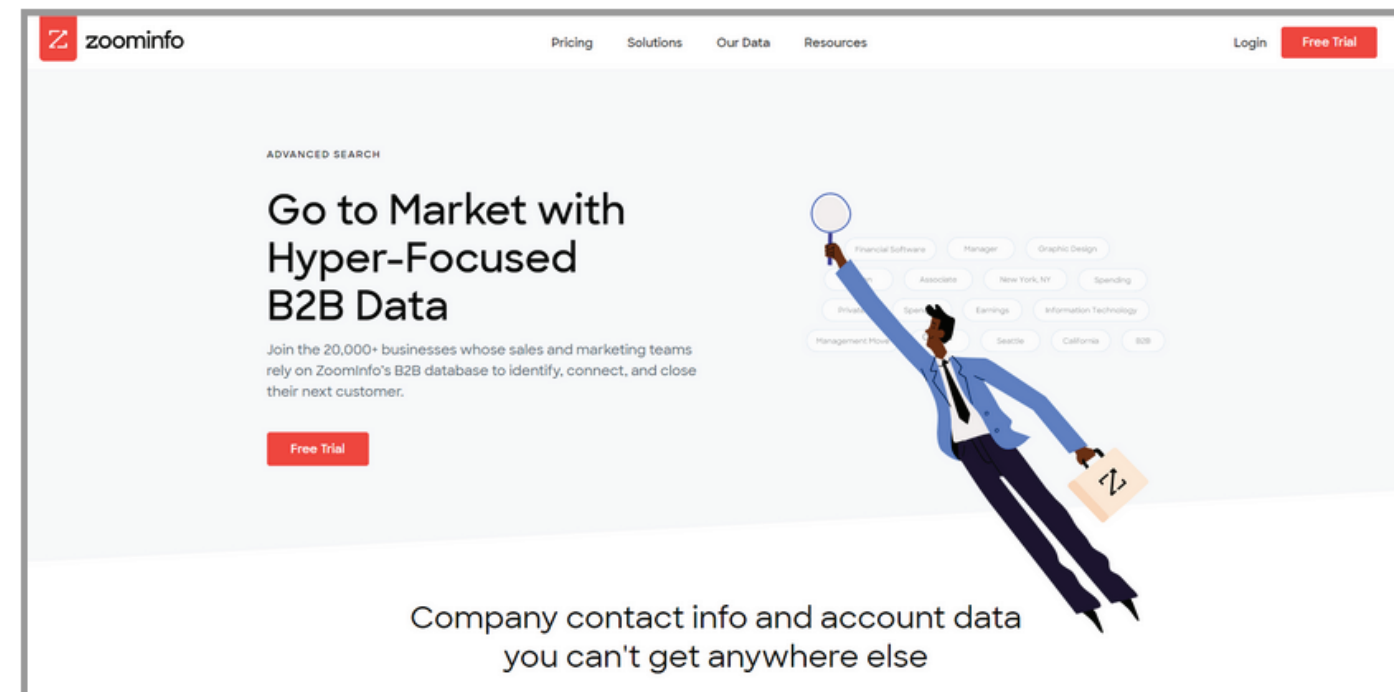 zoominfo
Pricing
Solutions
Our Data
Resources
Login
Free Trial
ADVANCED SEARCH
Go to Market with
Hyper-Focused
B2B Data
Join the 20,000+ businesses whose sales and marketing teams
rely on ZoomInfo's B2B database to identify, connect, and close
their next customer.
Free Trial
Financial Software
Manager
Graphic Design
Associate
New York, NY
Spending
Private
Earnings
Information Technology
Management Move
Seattle
California
B2B
Company contact info and account data
you can't get anywhere else